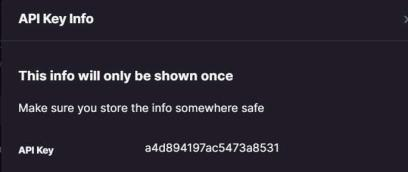 API Key Info
This info will only be shown once
Make sure you store the info somewhere safe
API Key a4d894197ac5473a8531